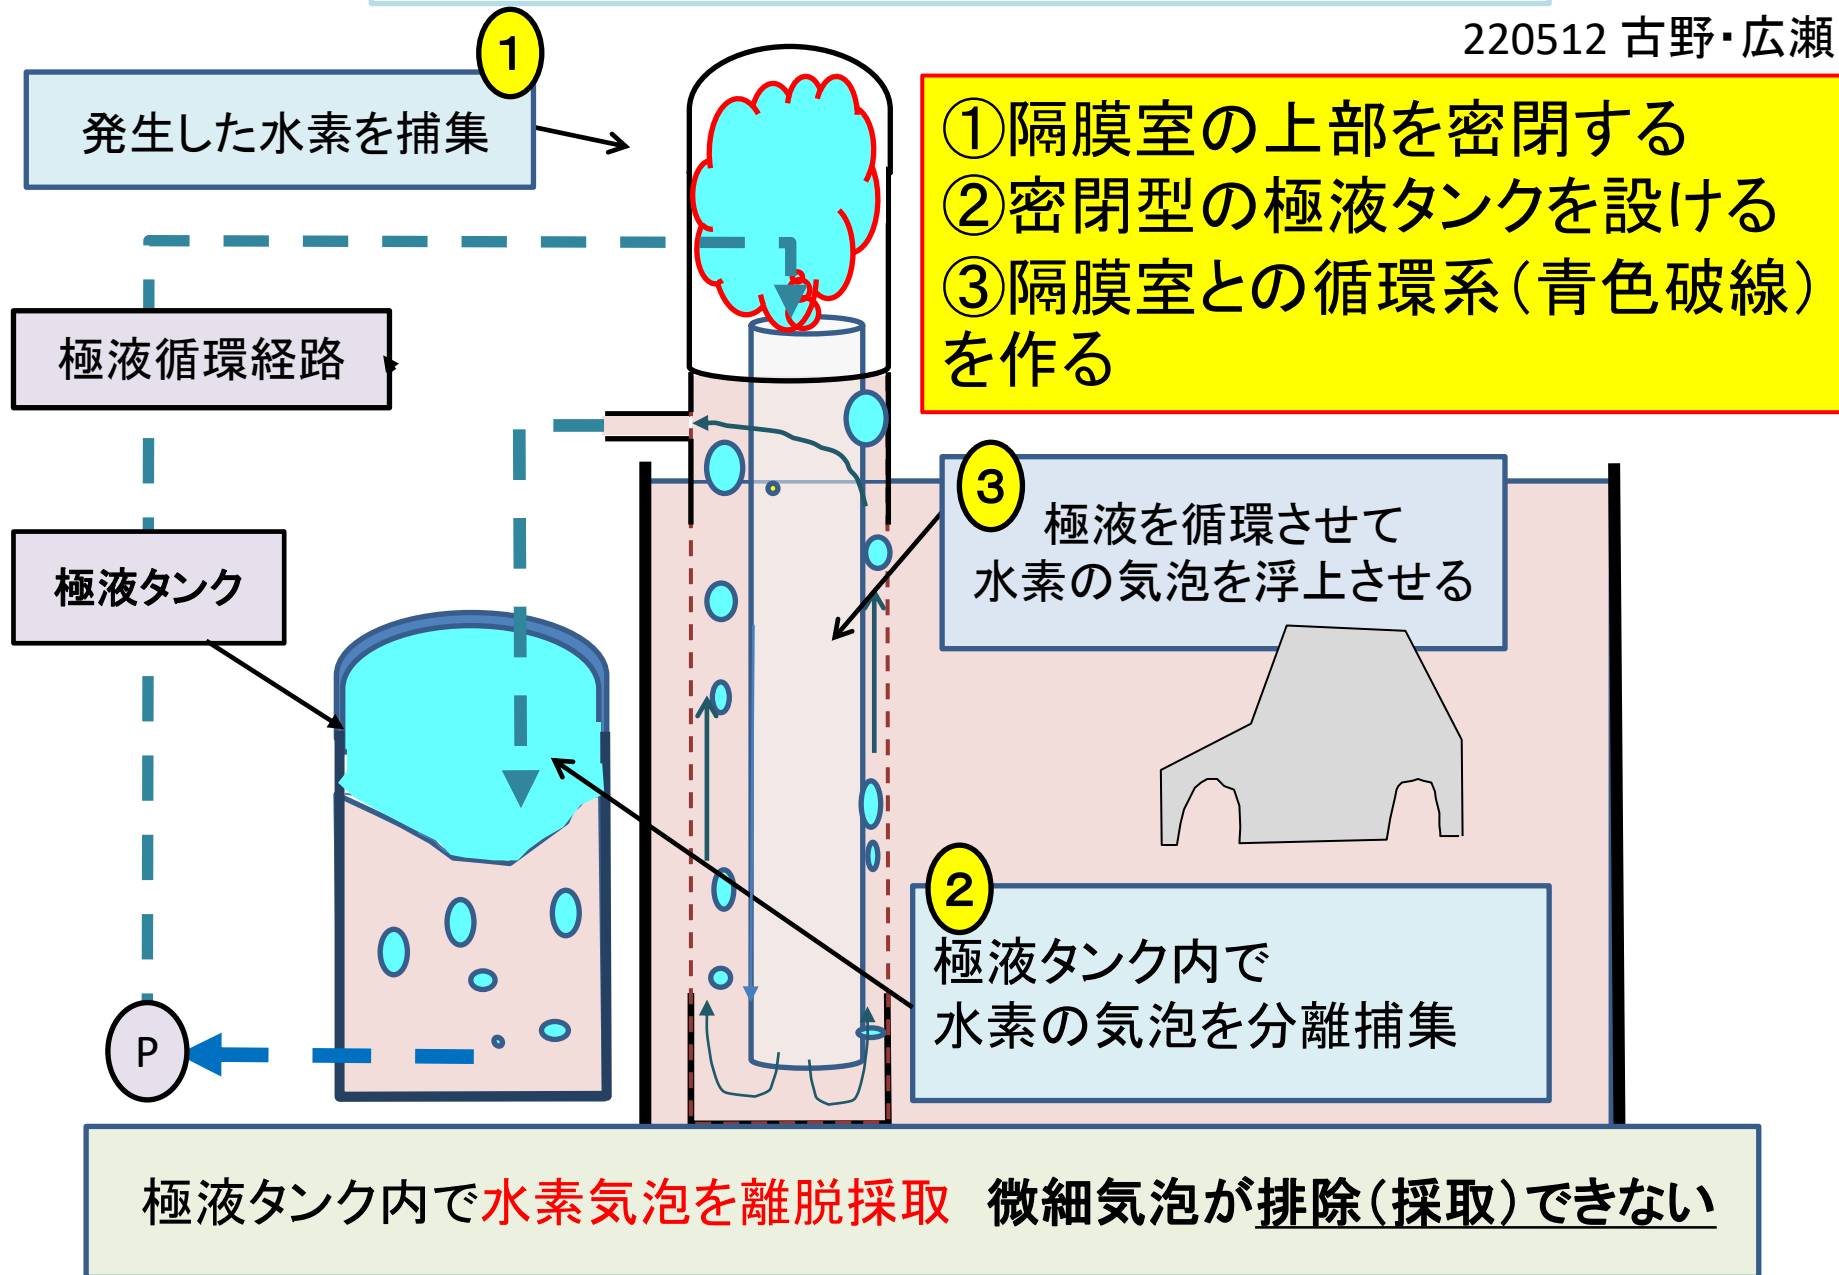 220512 古野・広瀬
1
発生した水素を捕集
①隔膜室の上部を密閉する
②密閉型の極液タンクを設ける
③隔膜室との循環系（青色破線）
を作る
極液循環経路
3
極液を循環させて
水素の気泡を浮上させる
極液タンク
2
極液タンク内で
水素の気泡を分離捕集
P
極液タンク内で水素気泡を離脱採取 微細気泡が排除（採取）できない